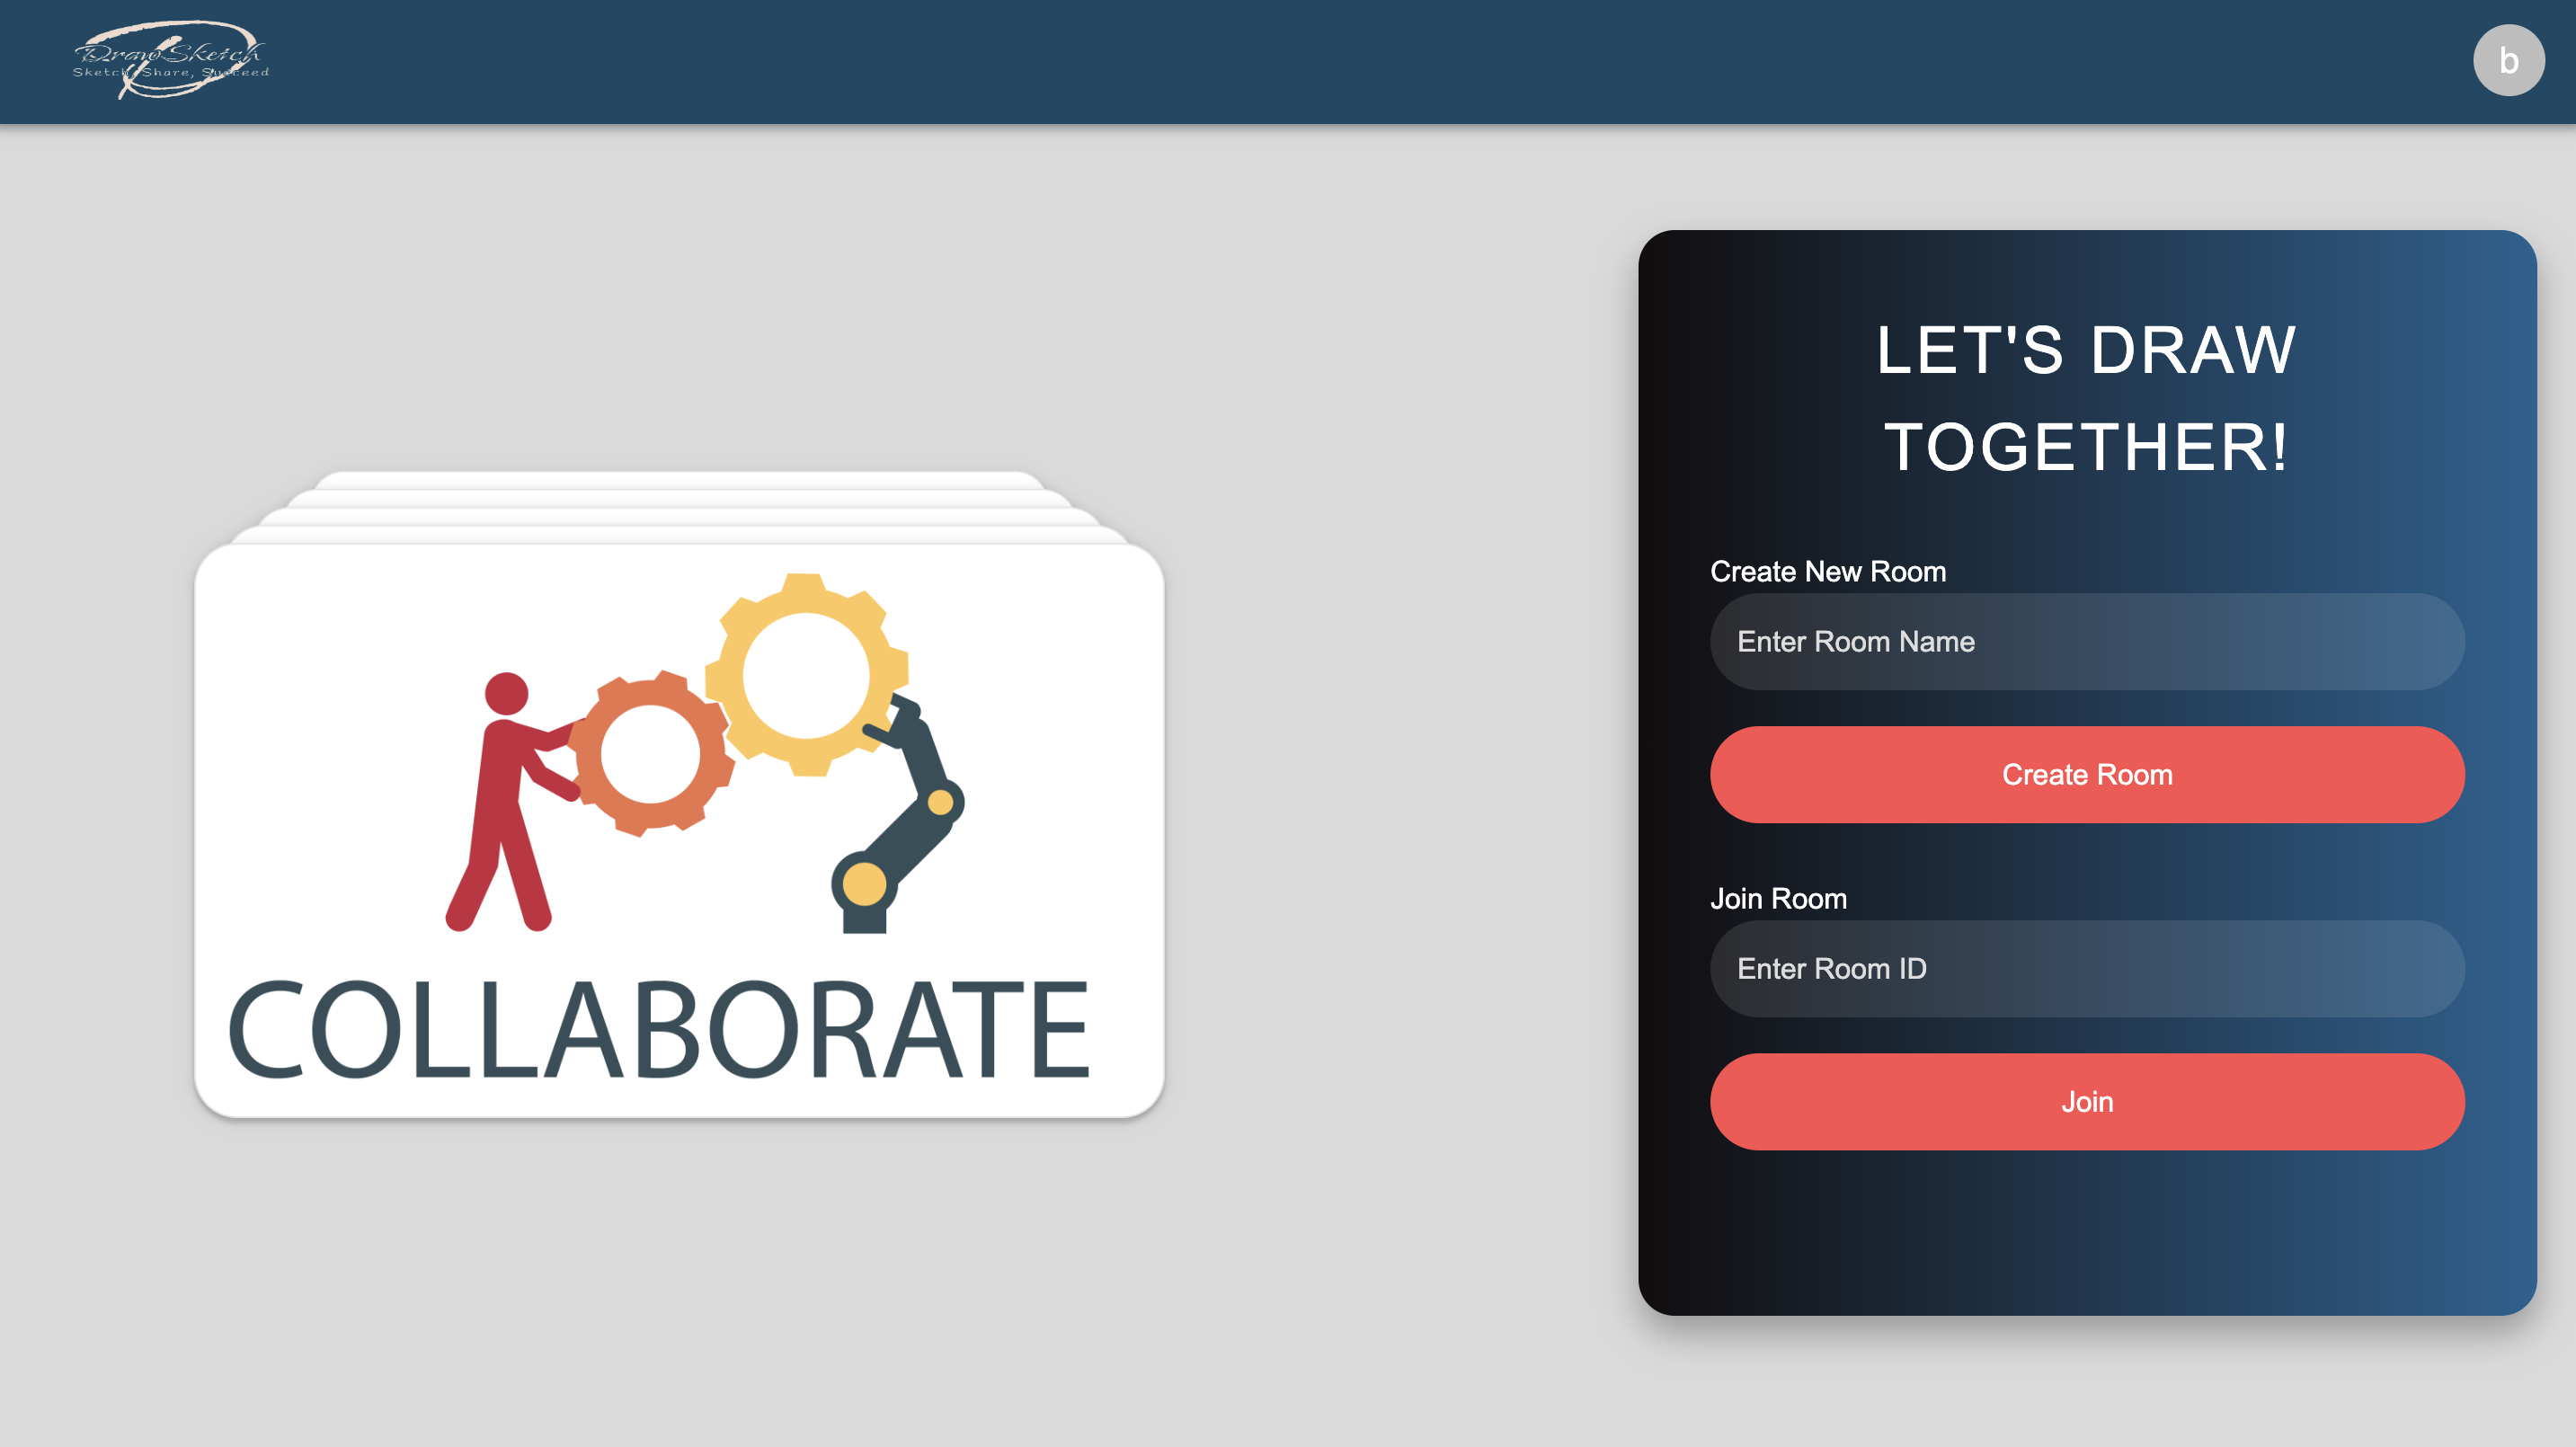 DrawSketch
Sketch, Share, Succeed
b
LET'S DRAW
TOGETHER!
Create New Room
Enter Room Name
Create Room
Join Room
Enter Room ID
Join
COLLABORATE